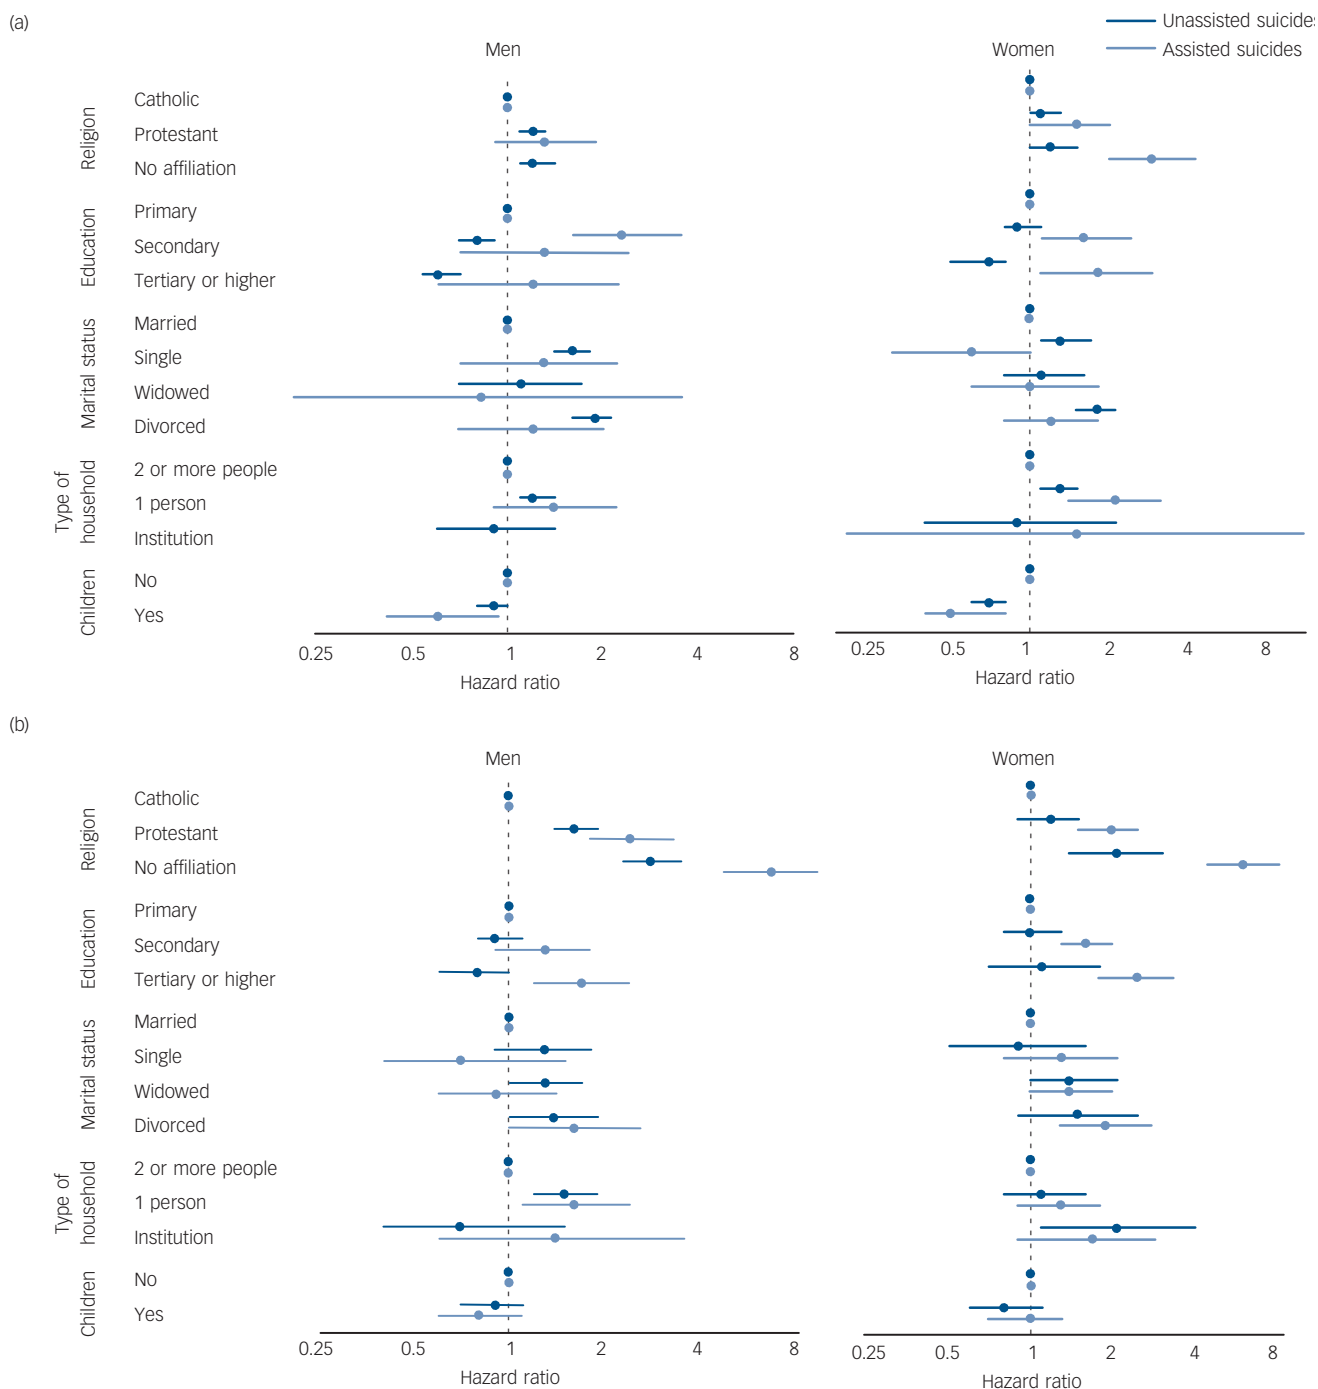 (a)
Unassisted suicides
Assisted suicides
Men
Women
Religion
Catholic
Protestant
No affiliation
Education
Primary
Secondary
Tertiary or higher
Marital status
Married
Single
Widowed
Divorced
Type of
household
2 or more people
1 person
Institution
Children
No
Yes
0.25 0.5 1 2 4 8
Hazard ratio
0.25 0.5 1 2 4 8
Hazard ratio
(b)
Men
Women
Religion
Catholic
Protestant
No affiliation
Education
Primary
Secondary
Tertiary or higher
Marital status
Married
Single
Widowed
Divorced
Type of
household
2 or more people
1 person
Institution
Children
No
Yes
0.25 0.5 1 2 4 8
Hazard ratio
0.25 0.5 1 2 4 8
Hazard ratio